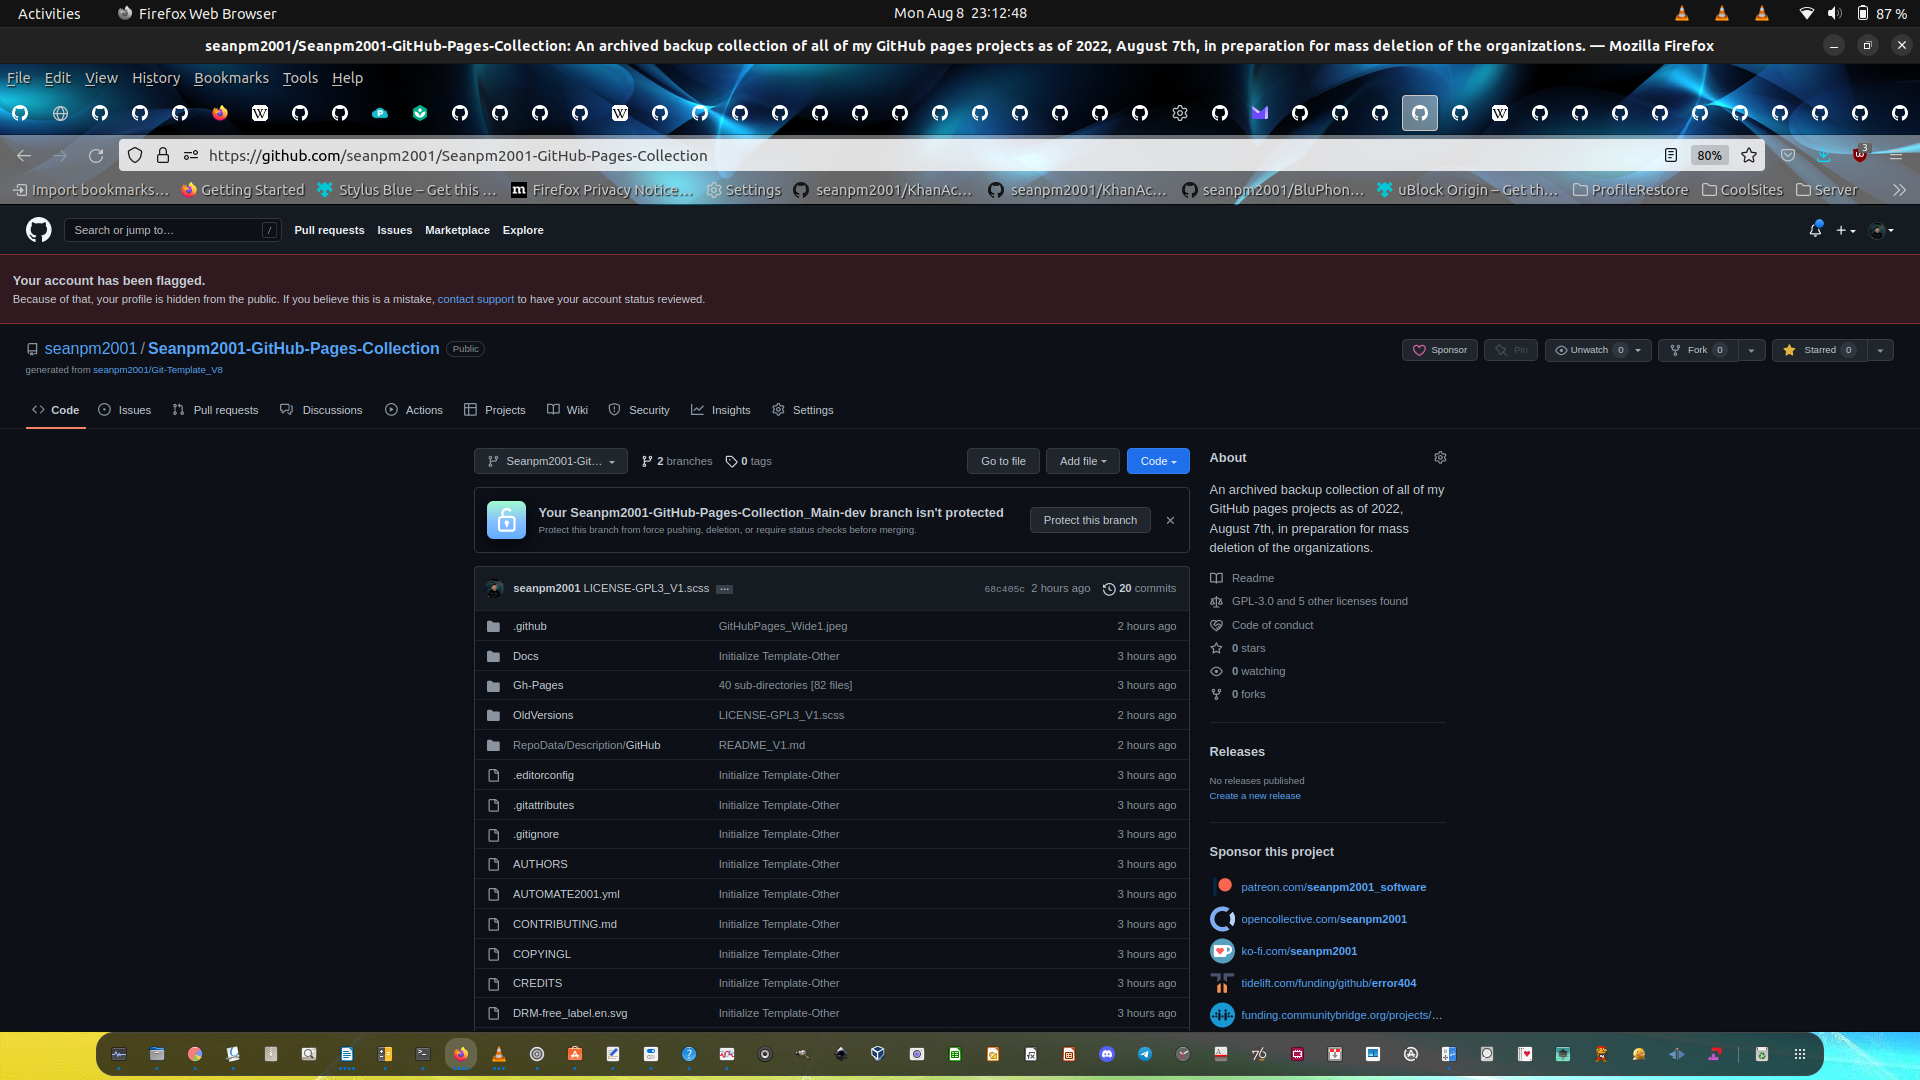 Activities
Firefox Web Browser
Mon Aug 8 23:12:48
87 %
seanpm2001/Seanpm2001-GitHub-Pages-Collection: An archived backup collection of all of my GitHub pages projects as of 2022, August 7th, in preparation for mass deletion of the organizations. — Mozilla Firefox
File Edit View History Bookmarks Tools Help
https://github.com/seanpm2001/Seanpm2001-GitHub-Pages-Collection
80%
3
Import bookmarks… Getting Started Stylus Blue – Get this … Firefox Privacy Notice… Settings seanpm2001/KhanAc… seanpm2001/KhanAc… seanpm2001/BluPhon… uBlock Origin – Get th… ProfileRestore CoolSites Server
Search or jump to… /
Pull requests Issues Marketplace Explore
Your account has been flagged.
Because of that, your profile is hidden from the public. If you believe this is a mistake, contact support to have your account status reviewed.
seanpm2001 / Seanpm2001-GitHub-Pages-Collection Public
generated from seanpm2001/Git-Template_V8
Sponsor Pin Unwatch 0 Fork 0 Starred 0
Code Issues Pull requests Discussions Actions Projects Wiki Security Insights Settings
Seanpm2001-Git… 2 branches 0 tags
Go to file Add file Code
Your Seanpm2001-GitHub-Pages-Collection_Main-dev branch isn't protected
Protect this branch from force pushing, deletion, or require status checks before merging.
Protect this branch
seanpm2001 LICENSE-GPL3_V1.scss … 68c405c 2 hours ago 20 commits
.github GitHubPages_Wide1.jpeg 2 hours ago
Docs Initialize Template-Other 3 hours ago
Gh-Pages 40 sub-directories [82 files] 3 hours ago
OldVersions LICENSE-GPL3_V1.scss 2 hours ago
RepoData/Description/GitHub README_V1.md 2 hours ago
.editorconfig Initialize Template-Other 3 hours ago
.gitattributes Initialize Template-Other 3 hours ago
.gitignore Initialize Template-Other 3 hours ago
AUTHORS Initialize Template-Other 3 hours ago
AUTOMATE2001.yml Initialize Template-Other 3 hours ago
CONTRIBUTING.md Initialize Template-Other 3 hours ago
COPYINGL Initialize Template-Other 3 hours ago
CREDITS Initialize Template-Other 3 hours ago
DRM-free_label.en.svg Initialize Template-Other 3 hours ago
About
An archived backup collection of all of my
GitHub pages projects as of 2022,
August 7th, in preparation for mass
deletion of the organizations.
Readme
GPL-3.0 and 5 other licenses found
Code of conduct
0 stars
0 watching
0 forks
Releases
No releases published
Create a new release
Sponsor this project
patreon.com/seanpm2001_software
opencollective.com/seanpm2001
ko-fi.com/seanpm2001
tidelift.com/funding/github/error404
funding.communitybridge.org/projects/…